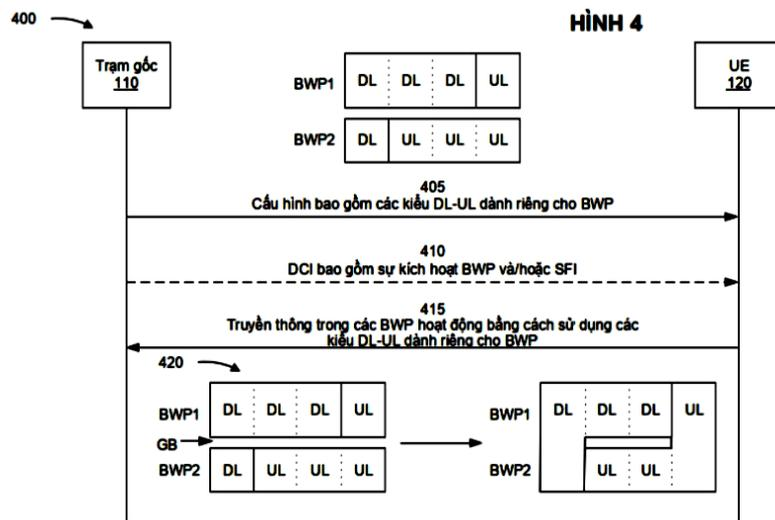 400
HÌNH 4
Trạm gốc
110
UE
120
BWP1 DL DL DL UL
BWP2 DL UL UL UL
405
Cấu hình bao gồm các kiểu DL-UL dành riêng cho BWP
410
DCI bao gồm sự kích hoạt BWP và/hoặc SFI
415
Truyền thông trong các BWP hoạt động bằng cách sử dụng các
kiểu DL-UL dành riêng cho BWP
420
BWP1 DL DL DL UL
GB
BWP2 DL UL UL UL
BWP1 DL DL DL UL
BWP2 UL UL